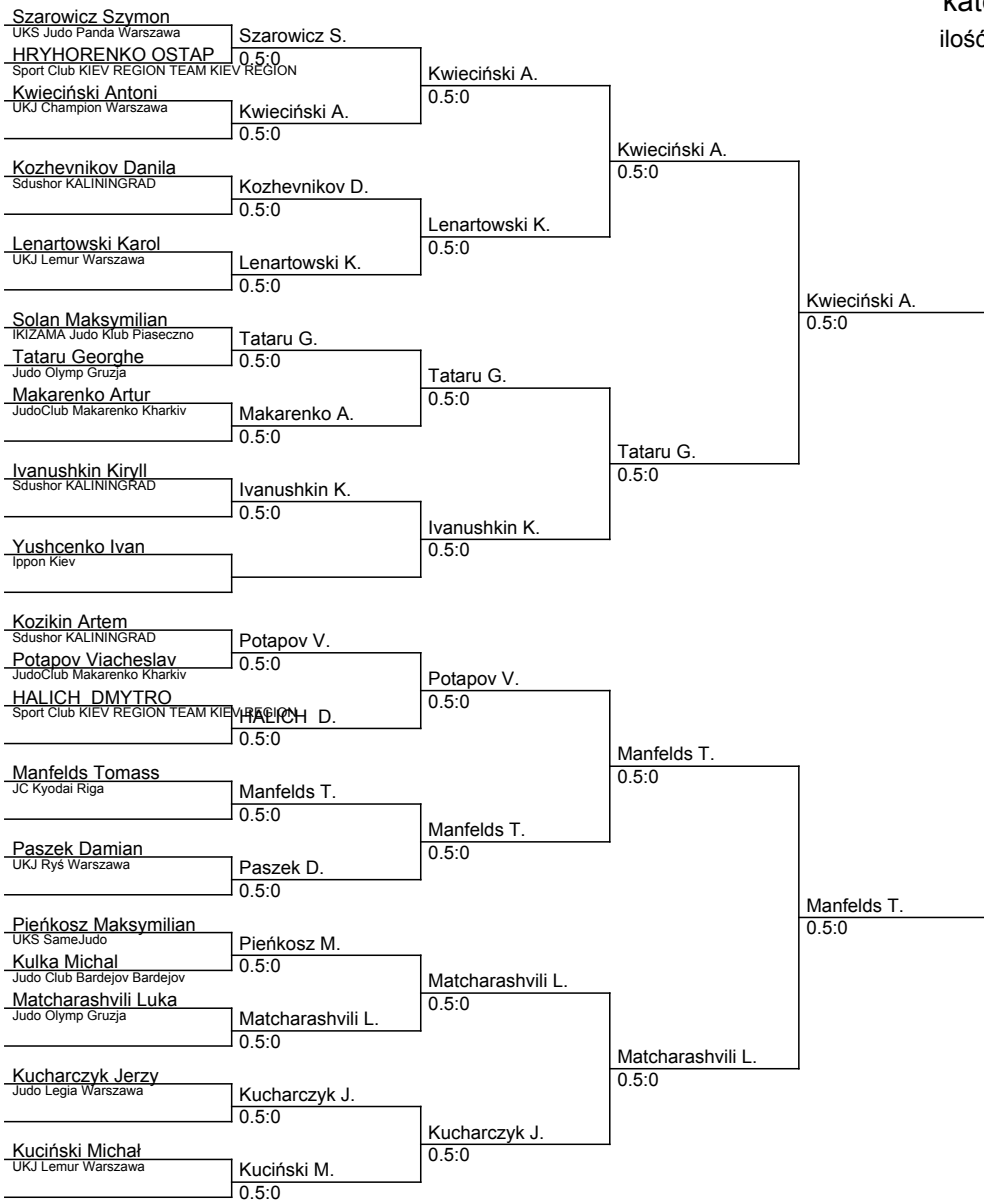 kat
ilość
Szarowicz Szymon
UKS Judo Panda Warszawa
HRYHORENKO OSTAP
Sport Club KIEV REGION TEAM KIEV REGION
Kwieciński Antoni
UKJ Champion Warszawa
Kozhevnikov Danila
Sdushor KALININGRAD
Lenartowski Karol
UKJ Lemur Warszawa
Solan Maksymilian
IKIZAMA Judo Klub Piaseczno
Tataru Georghe
Judo Olymp Gruzja
Makarenko Artur
JudoClub Makarenko Kharkiv
Ivanushkin Kiryll
Sdushor KALININGRAD
Yushcenko Ivan
Ippon Kiev
Kozikin Artem
Sdushor KALININGRAD
Potapov Viacheslav
JudoClub Makarenko Kharkiv
HALICH DMYTRO
Sport Club KIEV REGION TEAM KIEV REGION
Manfelds Tomass
JC Kyodai Riga
Paszek Damian
UKJ Ryś Warszawa
Pieńkosz Maksymilian
UKS SameJudo
Kulka Michal
Judo Club Bardejov Bardejov
Matcharashvili Luka
Judo Olymp Gruzja
Kucharczyk Jerzy
Judo Legia Warszawa
Kuciński Michał
UKJ Lemur Warszawa
Szarowicz S.
0.5:0
Kwieciński A.
0.5:0
Kozhevnikov D.
0.5:0
Lenartowski K.
0.5:0
Tataru G.
0.5:0
Makarenko A.
0.5:0
Ivanushkin K.
0.5:0
Potapov V.
0.5:0
HALICH D.
0.5:0
Manfelds T.
0.5:0
Paszek D.
0.5:0
Pieńkosz M.
0.5:0
Matcharashvili L.
0.5:0
Kucharczyk J.
0.5:0
Kuciński M.
0.5:0
Kwieciński A.
0.5:0
Lenartowski K.
0.5:0
Tataru G.
0.5:0
Ivanushkin K.
0.5:0
Potapov V.
0.5:0
Manfelds T.
0.5:0
Matcharashvili L.
0.5:0
Kucharczyk J.
0.5:0
Kwieciński A.
0.5:0
Tataru G.
0.5:0
Manfelds T.
0.5:0
Matcharashvili L.
0.5:0
Kwieciński A.
0.5:0
Manfelds T.
0.5:0